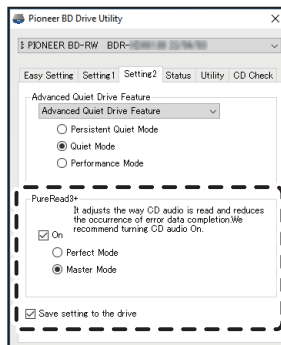 Pioneer BD Drive Utility
PIONEER BD-RW BDR-
Easy Setting Setting1 Setting2 Status Utility CD Check
Advanced Quiet Drive Feature
Advanced Quiet Drive Feature
Persistent Quiet Mode
Quiet Mode
Performance Mode
PureRead3+
It adjusts the way CD audio is read and reduces
the occurrence of error data completion.We
recommend turning CD audio On.
On
Perfect Mode
Master Mode
Save setting to the drive